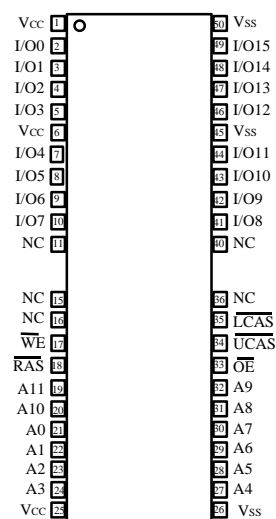 VCC 1 50 VSS
I/O0 2 49 I/O15
I/O1 3 48 I/O14
I/O2 4 47 I/O13
I/O3 5 46 I/O12
VCC 6 45 VSS
I/O4 7 44 I/O11
I/O5 8 43 I/O10
I/O6 9 42 I/O9
I/O7 10 41 I/O8
NC 11 40 NC
NC 15 36 NC
NC 16 35 LCAS
WE 17 34 UCAS
RAS 18 33 OE
A11 19 32 A9
A10 20 31 A8
A0 21 30 A7
A1 22 29 A6
A2 23 28 A5
A3 24 27 A4
VCC 25 26 VSS